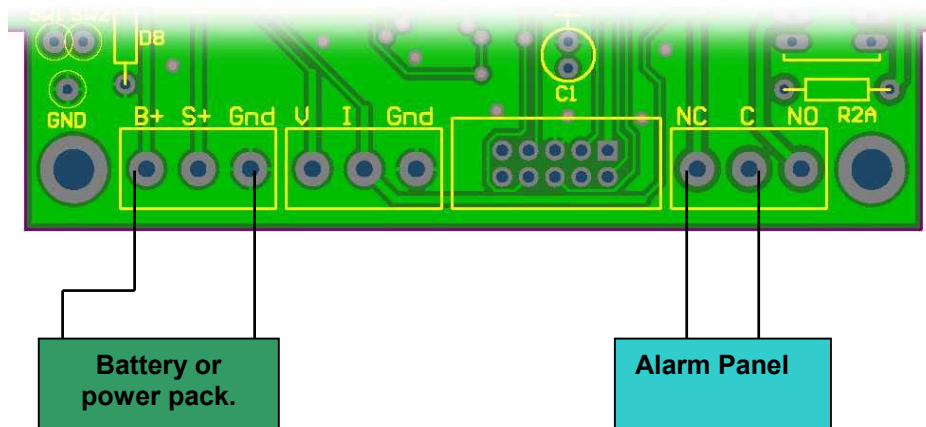 SW1 SW2
D8
GND
B+ S+ Gnd
V I Gnd
+
C1
NC C NO
R2A
Battery or
power pack.
Alarm Panel